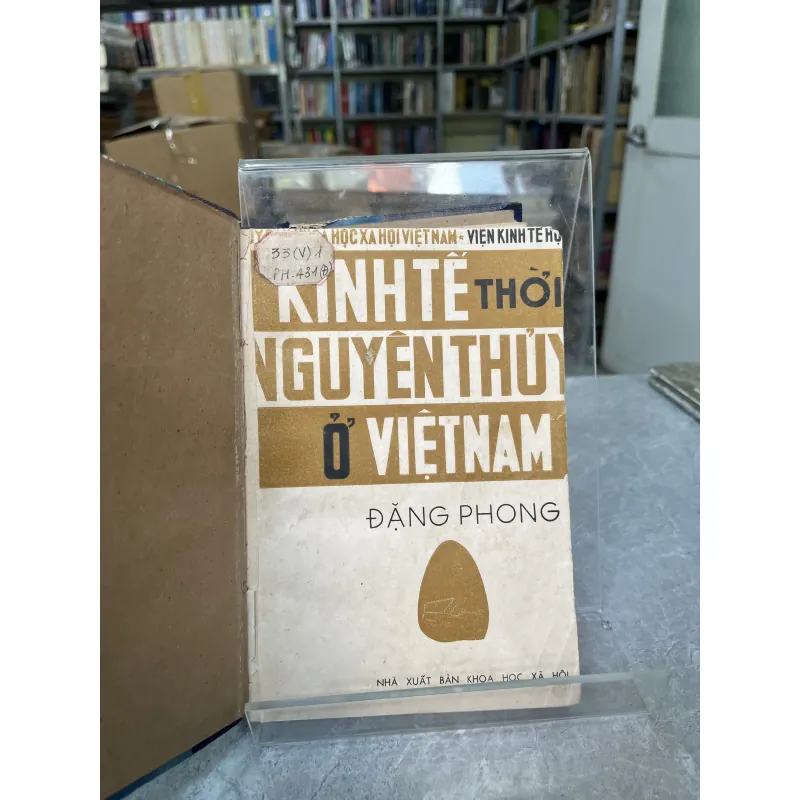 HỌC XÃ HỘI VIỆT NAM - VIỆN KINH TẾ HỌ
33(V)1
PH.431(Đ)
KINH TẾ THỜI
NGUYÊN THỦY
Ở VIỆT NAM
ĐẶNG PHONG
NHÀ XUẤT BẢN KHOA HỌC XÃ HỘI